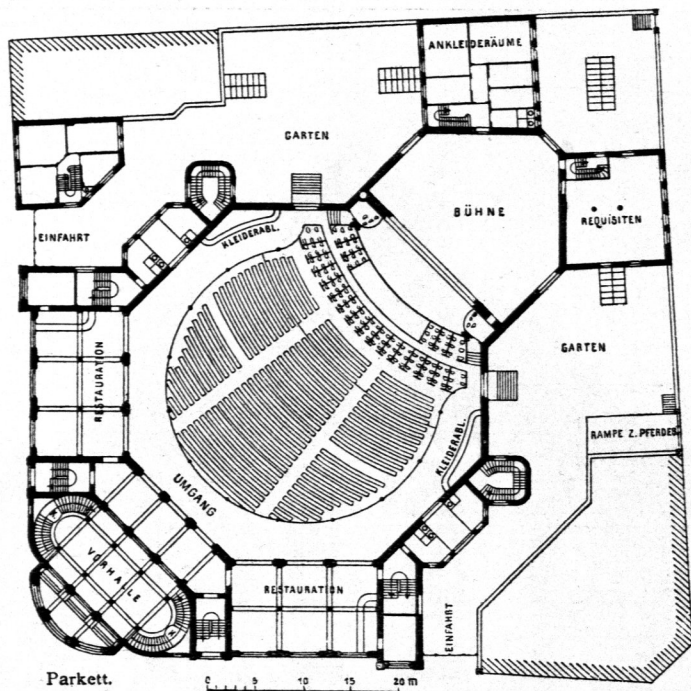 ANKLEIDERÄUME
GARTEN
BÜHNE
REQUISITEN
EINFAHRT
KLEIDERABL.
GARTEN
RESTAURATION
RAMPE Z. PFERDEB
KLEIDERABL.
UMGANG
VORHALLE
RESTAURATION
EINFAHRT
Parkett.
0 5 10 15 20 m